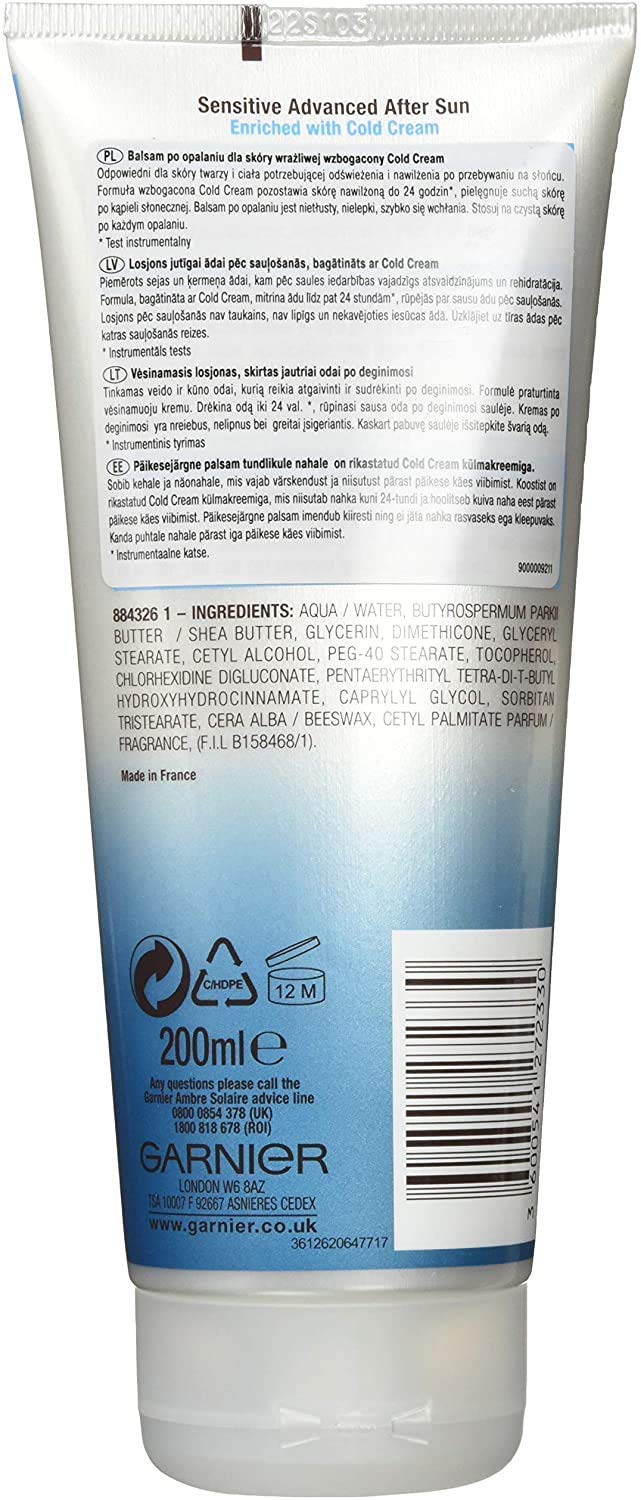 22S103
Sensitive Advanced After Sun
Enriched with Cold Cream
PL Balsam po opalaniu dla skóry wrażliwej wzbogacony Cold Cream
Odpowiedni dla skóry twarzy i ciała potrzebującej odświeżenia i nawilżenia po przebywaniu na słońcu.
Formuła wzbogacona Cold Cream pozostawia skórę nawilżoną do 24 godzin*, pielęgnuje suchą skórę
po kąpieli słonecznej. Balsam po opalaniu jest nietłusty, nielepki, szybko się wchłania. Stosuj na czystą skórę
po każdym opalaniu.
* Test instrumentalny
LV Losjons jutīgai ādai pēc sauļošanās, bagātināts ar Cold Cream
Piemērots sejas un ķermeņa ādai, kam pēc saules iedarbības vajadzīgs atsvaidzinājums un rehidratācija.
Formula, bagātināta ar Cold Cream, mitrina ādu līdz pat 24 stundām*, rūpējās par sausu ādu pēc sauļošanās.
Losjons pēc sauļošanās nav taukains, nav lipīgs un nekavējoties iesūcas ādā. Uzklājiet uz tīras ādas pēc
katras sauļošanās reizes.
* Instrumentāls tests
LT Vėsinamasis losjonas, skirtas jautriai odai po deginimosi
Tinkamas veido ir kūno odai, kurią reikia atgaivinti ir sudrėkinti po deginimosi. Formulė praturtinta
vėsinamuoju kremu. Drėkina odą iki 24 val. *, rūpinasi sausa oda po deginimosi saulėje. Kremas po
deginimosi yra nreiebus, nelipnus bei greitai įsigeriantis. Kaskart pabuvę saulėje išsitepkite švarią odą.
* Instrumentinis tyrimas
EE Päikesejärgne palsam tundlikule nahale on rikastatud Cold Cream külmakreemiga.
Sobib kehale ja näonahale, mis vajab värskendust ja niisutust pärast päikese käes viibimist. Koostist on
rikastatud Cold Cream külmakreemiga, mis niisutab nahka kuni 24-tundi ja hoolitseb kuiva naha eest pärast
päikese käes viibimist. Päikesejärgne palsam imendub kiiresti ning ei jäta nahka rasvaseks ega kleepuvaks.
Kanda puhtale nahale pärast iga päikese käes viibimist.
* Instrumentaalne katse.
9000009211
884326 1 – INGREDIENTS: AQUA / WATER, BUTYROSPERMUM PARKII
BUTTER / SHEA BUTTER, GLYCERIN, DIMETHICONE, GLYCERYL
STEARATE, CETYL ALCOHOL, PEG-40 STEARATE, TOCOPHEROL,
CHLORHEXIDINE DIGLUCONATE, PENTAERYTHRITYL TETRA-DI-T-BUTYL
HYDROXYHYDROCINNAMATE, CAPRYLYL GLYCOL, SORBITAN
TRISTEARATE, CERA ALBA / BEESWAX, CETYL PALMITATE PARFUM /
FRAGRANCE, (F.I.L B158468/1).
Made in France
C/HDPE
12 M
200ml e
Any questions please call the
Garnier Ambre Solaire advice line
0800 0854 378 (UK)
1800 818 678 (ROI)
GARNIER
LONDON W6 8AZ
TSA 10007 F 92667 ASNIERES CEDEX
www.garnier.co.uk
3612620647717
3 600541 272330